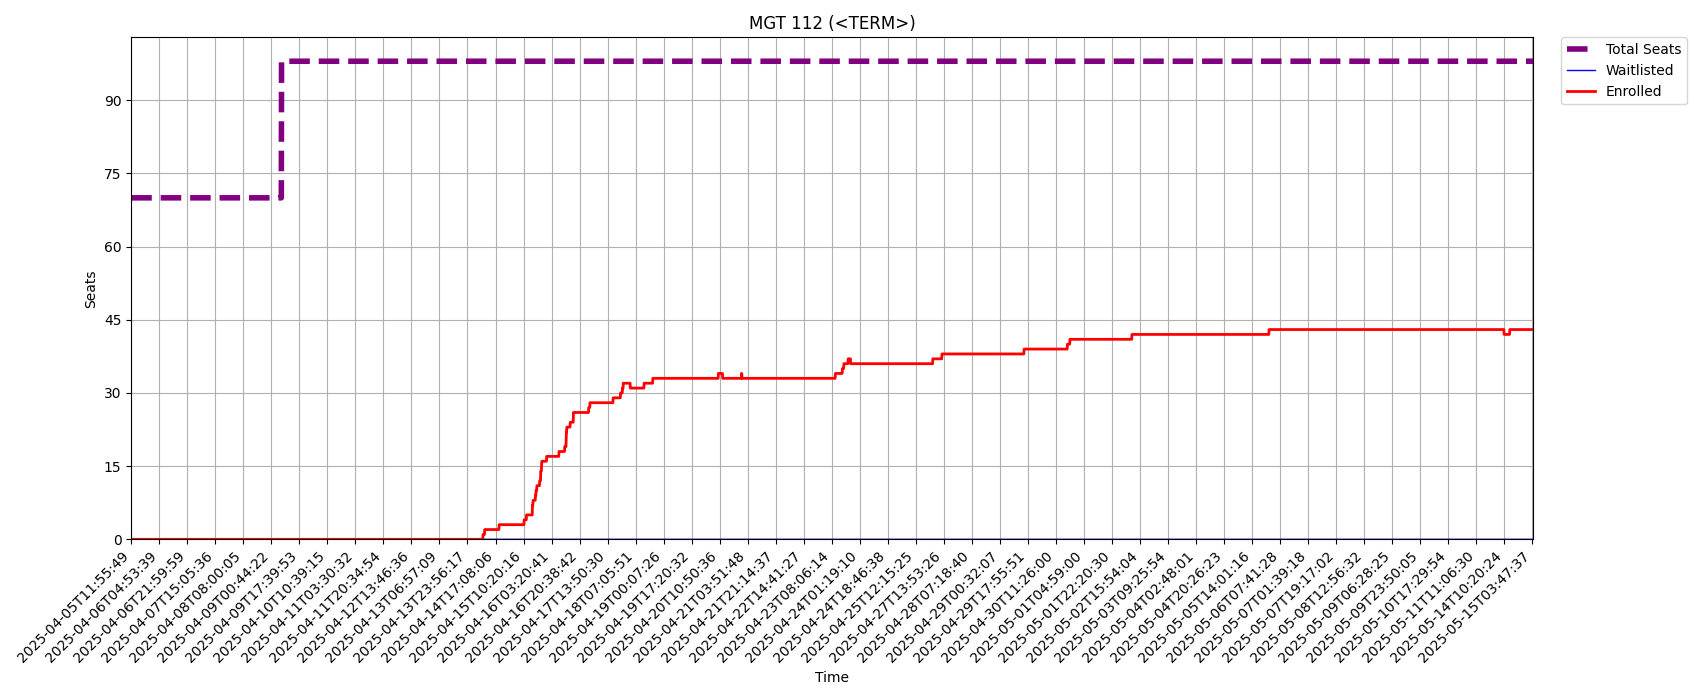 MGT 112 (<TERM>)
Total Seats
Waitlisted
Enrolled
Seats
90
75
60
45
30
15
0
2025-04-05T11:55:49
2025-04-06T04:53:39
2025-04-06T21:59:59
2025-04-07T15:05:36
2025-04-08T08:00:05
2025-04-09T00:44:22
2025-04-09T17:39:53
2025-04-10T10:39:15
2025-04-11T03:30:32
2025-04-11T20:34:54
2025-04-12T13:46:36
2025-04-13T06:57:09
2025-04-13T23:56:17
2025-04-14T17:08:06
2025-04-15T10:20:16
2025-04-16T03:20:41
2025-04-16T20:38:42
2025-04-17T13:50:30
2025-04-18T07:05:51
2025-04-19T00:07:26
2025-04-19T17:20:32
2025-04-20T10:50:36
2025-04-21T03:51:48
2025-04-21T21:14:37
2025-04-22T14:41:27
2025-04-23T08:06:14
2025-04-24T01:19:10
2025-04-24T18:46:38
2025-04-25T12:15:25
2025-04-27T13:53:26
2025-04-28T07:18:40
2025-04-29T00:32:07
2025-04-29T17:55:51
2025-04-30T11:26:00
2025-05-01T04:59:00
2025-05-01T22:20:30
2025-05-02T15:54:04
2025-05-03T09:25:54
2025-05-04T02:48:01
2025-05-04T20:26:23
2025-05-05T14:01:16
2025-05-06T07:41:28
2025-05-07T01:39:18
2025-05-07T19:17:02
2025-05-08T12:56:32
2025-05-09T06:28:25
2025-05-09T23:50:05
2025-05-10T17:29:54
2025-05-11T11:06:30
2025-05-14T10:20:24
2025-05-15T03:47:37
Time